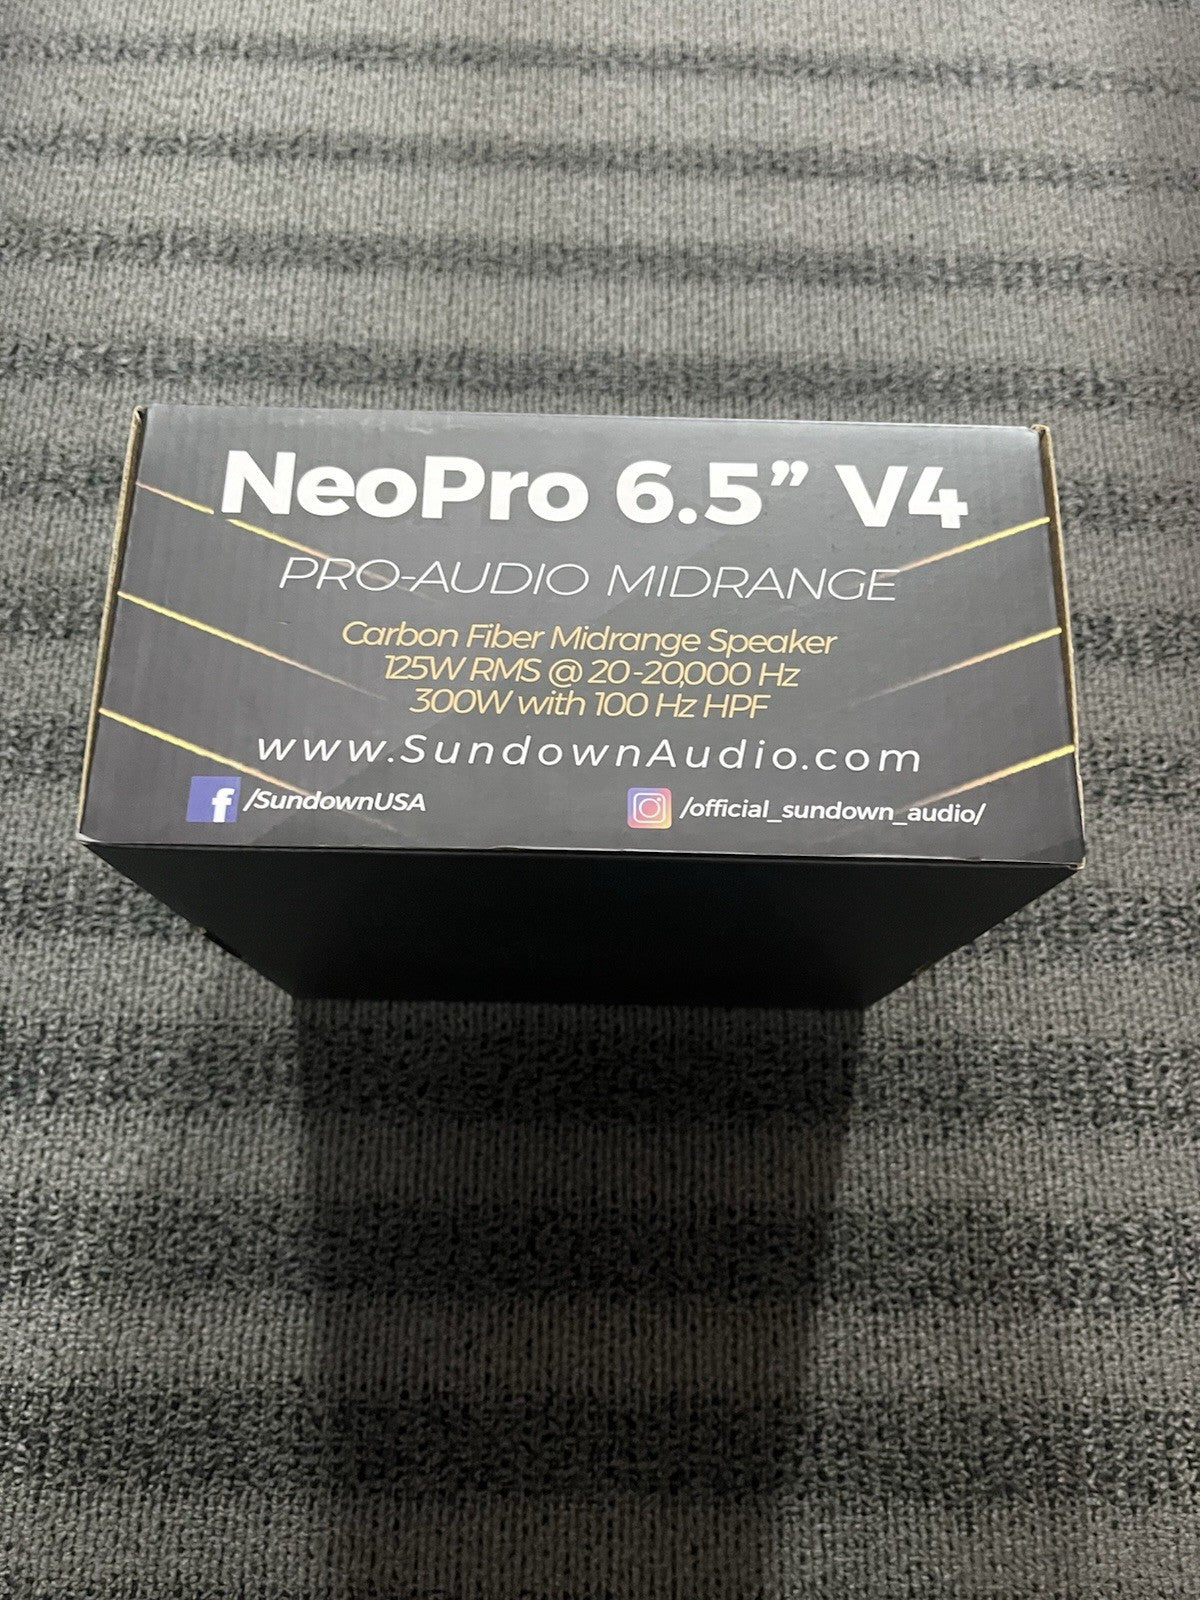 NeoPro 6.5” V4
PRO-AUDIO MIDRANGE
Carbon Fiber Midrange Speaker
125W RMS @ 20-20,000 Hz
300W with 100 Hz HPF
www.SundownAudio.com
f /SundownUSA
/official_sundown_audio/